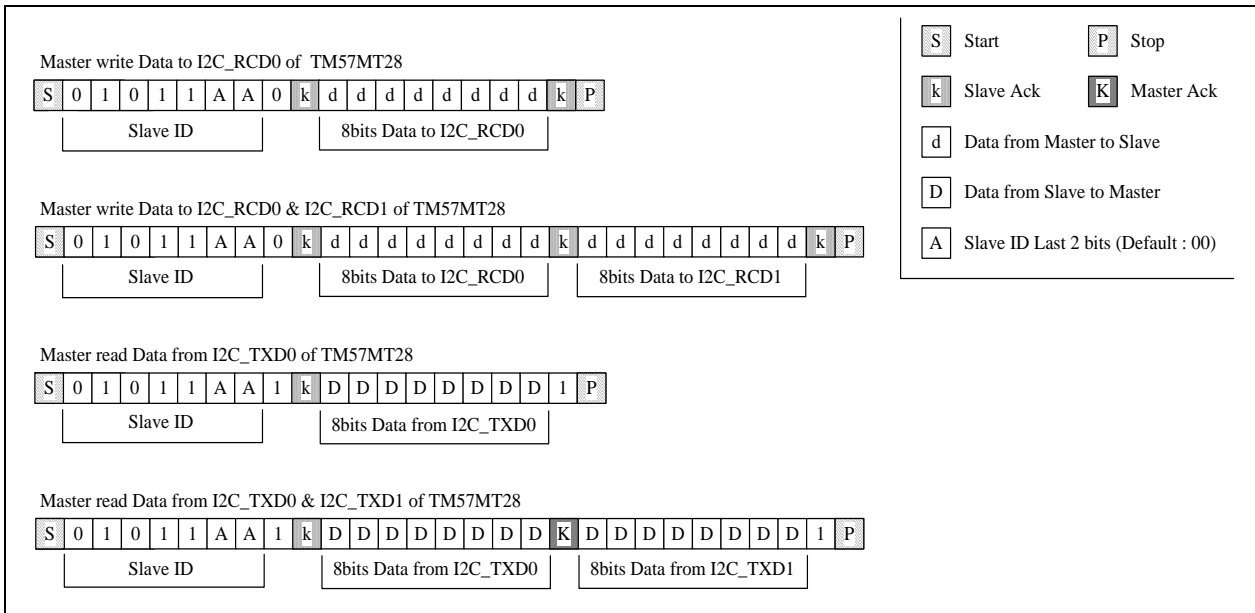 Master write Data to I2C_RCD0 of TM57MT28
S 0 1 0 1 1 A A 0 k d d d d d d d d k P
Slave ID 8bits Data to I2C_RCD0
Master write Data to I2C_RCD0 & I2C_RCD1 of TM57MT28
S 0 1 0 1 1 A A 0 k d d d d d d d d k d d d d d d d d k P
Slave ID 8bits Data to I2C_RCD0 8bits Data to I2C_RCD1
Master read Data from I2C_TXD0 of TM57MT28
S 0 1 0 1 1 A A 1 k D D D D D D D D 1 P
Slave ID 8bits Data from I2C_TXD0
Master read Data from I2C_TXD0 & I2C_TXD1 of TM57MT28
S 0 1 0 1 1 A A 1 k D D D D D D D D K D D D D D D D D 1 P
Slave ID 8bits Data from I2C_TXD0 8bits Data from I2C_TXD1
S Start P Stop
k Slave Ack K Master Ack
d Data from Master to Slave
D Data from Slave to Master
A Slave ID Last 2 bits (Default : 00)